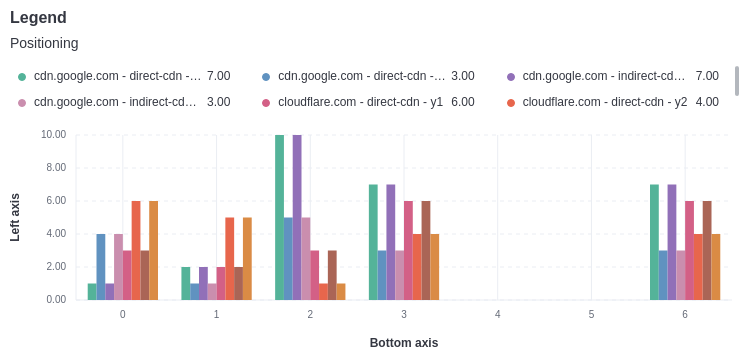 Legend
Positioning
cdn.google.com - direct-cdn -… 7.00
cdn.google.com - direct-cdn -… 3.00
cdn.google.com - indirect-cd… 7.00
cdn.google.com - indirect-cd… 3.00
cloudflare.com - direct-cdn - y1 6.00
cloudflare.com - direct-cdn - y2 4.00
10.00
8.00
6.00
4.00
2.00
0.00
Left axis
0 1 2 3 4 5 6
Bottom axis